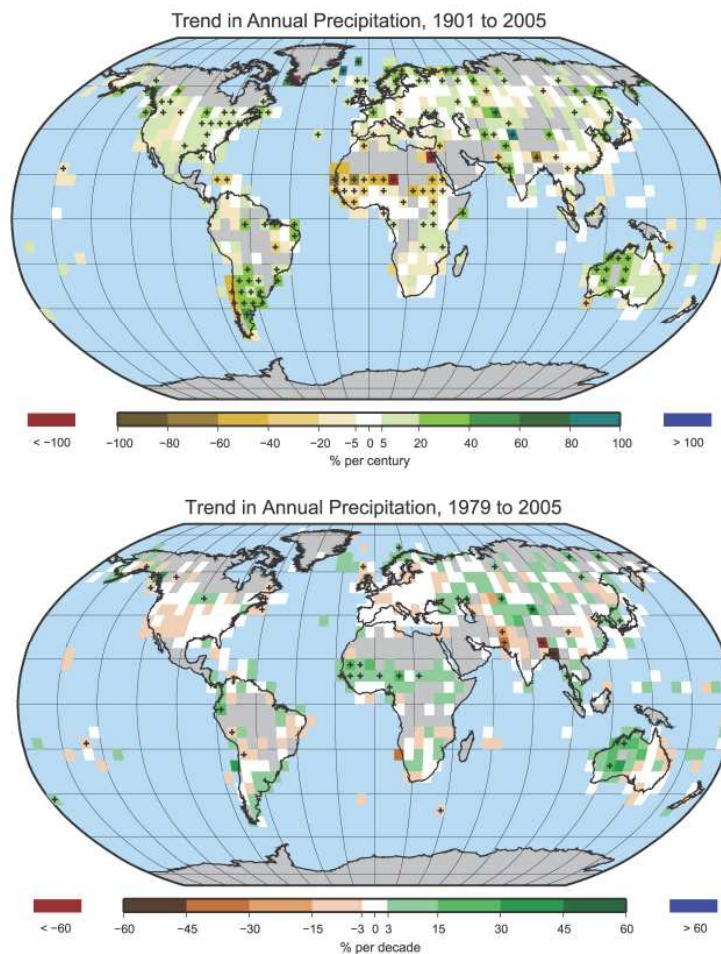 Trend in Annual Precipitation, 1901 to 2005
< −100
−100 −80 −60 −40 −20 −5 0 5 20 40 60 80 100
> 100
% per century
Trend in Annual Precipitation, 1979 to 2005
< −60
−60 −45 −30 −15 −3 0 3 15 30 45 60
> 60
% per decade